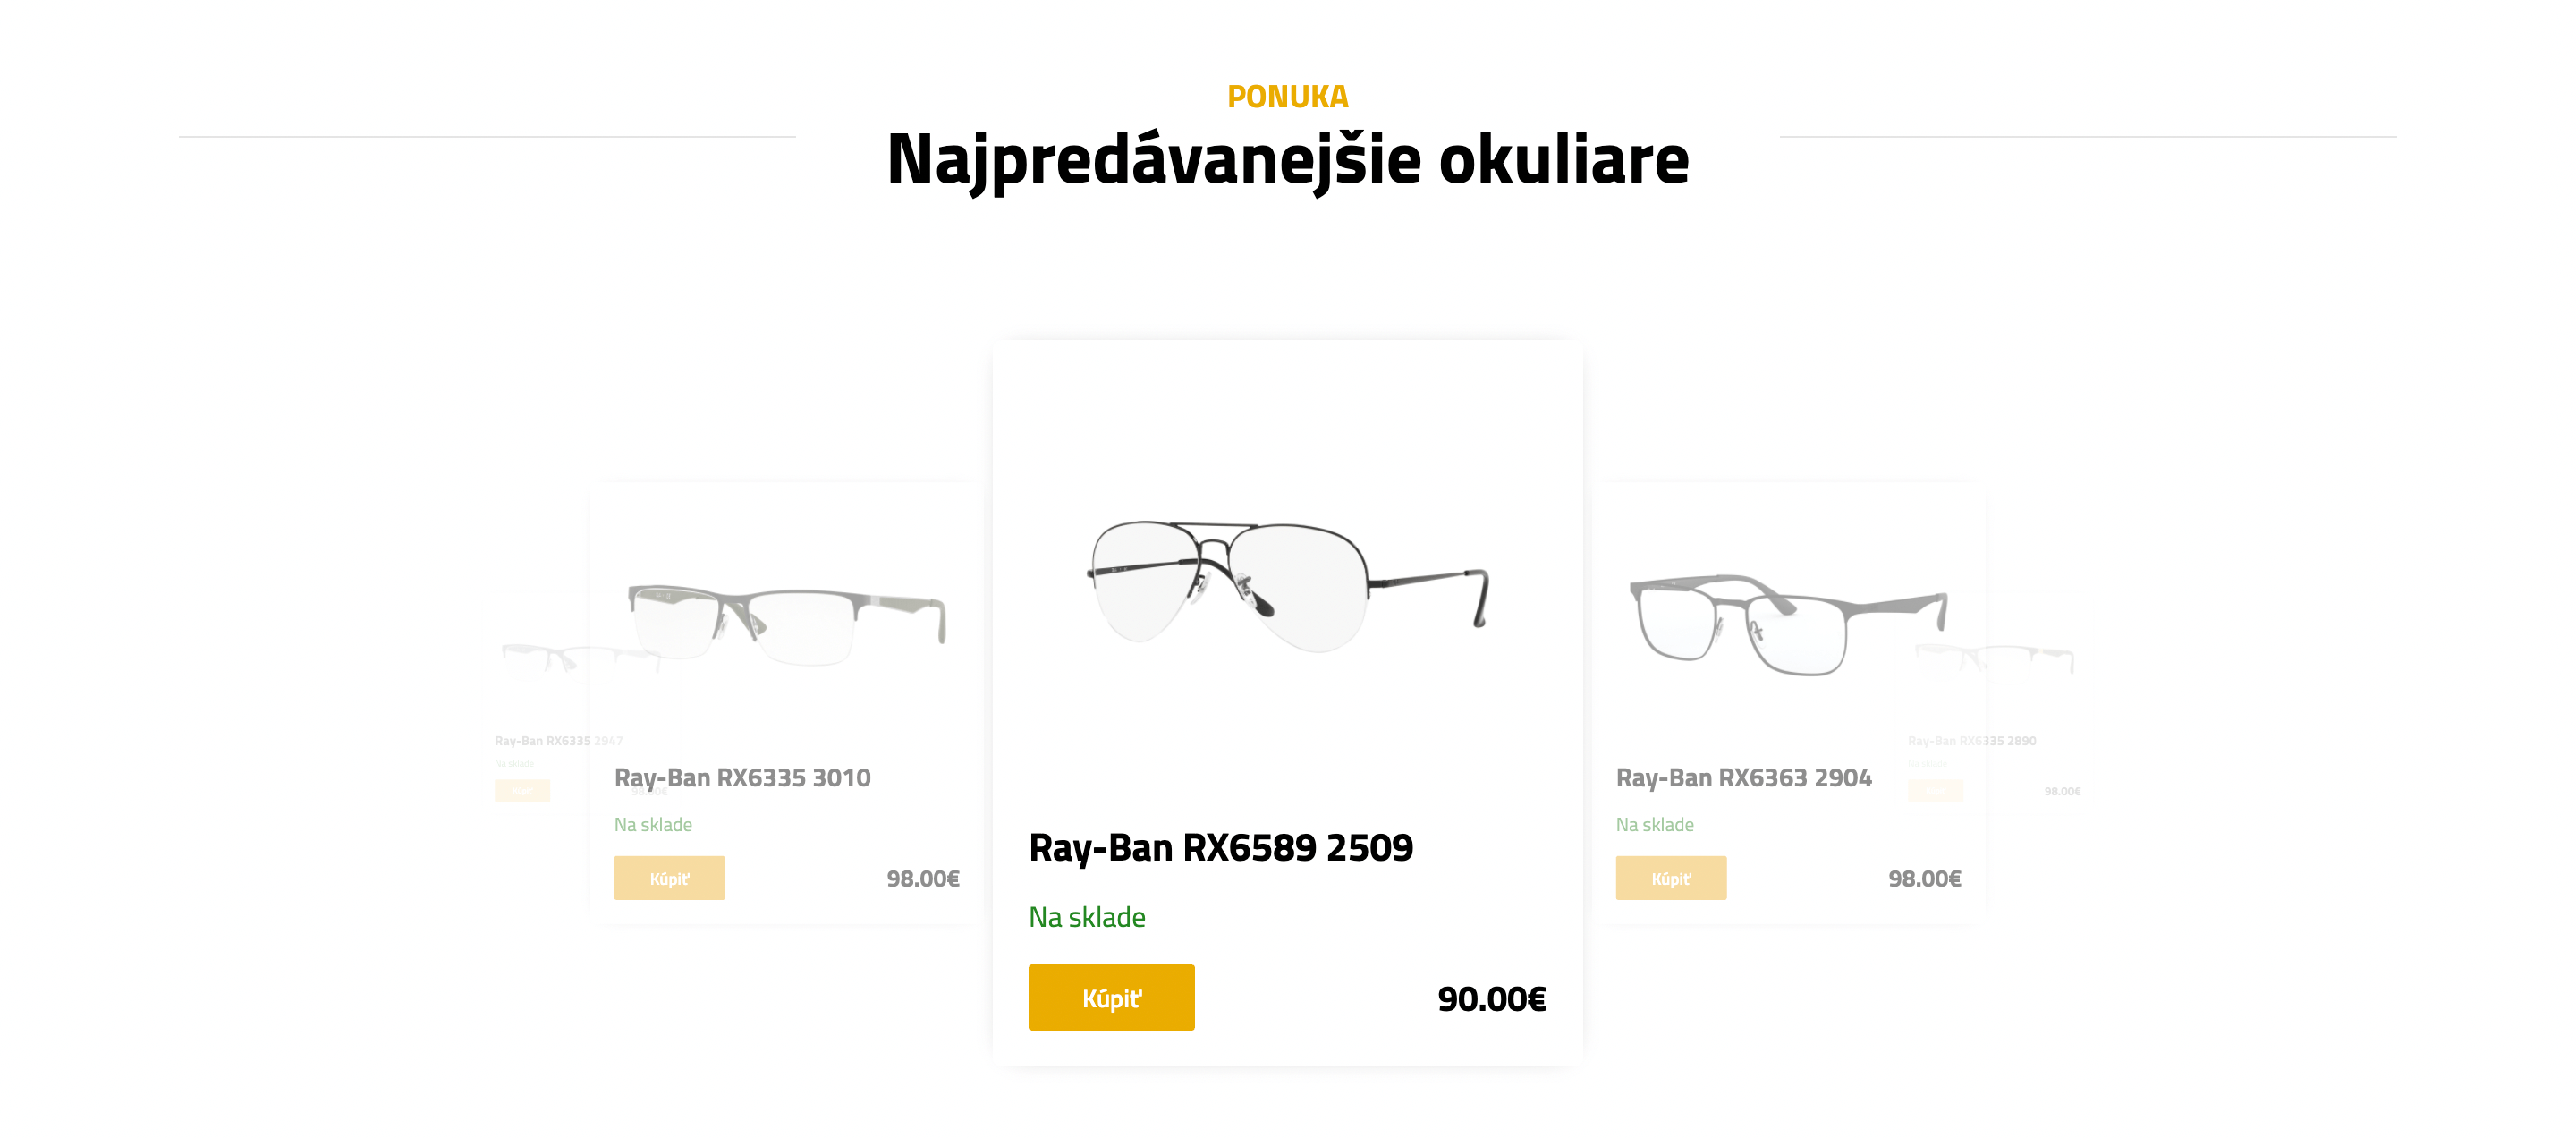 PONUKA
Najpredávanejšie okuliare
Ray-Ban RX6335 2947
Na sklade
98.00€
Ray-Ban RX6335 3010
Na sklade
Kúpiť
98.00€
Ray-Ban RX6589 2509
Na sklade
Kúpiť
90.00€
Ray-Ban RX6363 2904
Na sklade
Kúpiť
98.00€
Ray-Ban RX6335 2890
Na sklade
98.00€